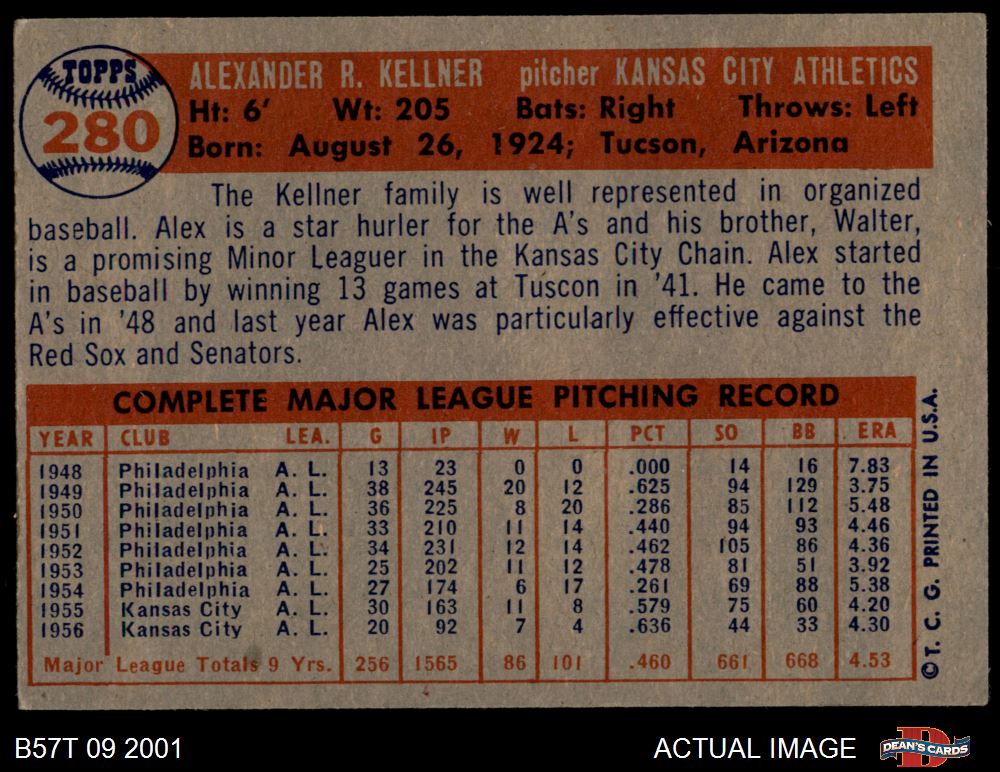 TOPPS
280
ALEXANDER R. KELLNER pitcher KANSAS CITY ATHLETICS
Ht: 6' Wt: 205 Bats: Right Throws: Left
Born: August 26, 1924; Tucson, Arizona
The Kellner family is well represented in organized
baseball. Alex is a star hurler for the A's and his brother, Walter,
is a promising Minor Leaguer in the Kansas City Chain. Alex started
in baseball by winning 13 games at Tuscon in '41. He came to the
A's in '48 and last year Alex was particularly effective against the
Red Sox and Senators.
COMPLETE MAJOR LEAGUE PITCHING RECORD
YEAR CLUB LEA. G IP W L PCT SO BB ERA
1948 Philadelphia A. L. 13 23 0 0 .000 14 16 7.83
1949 Philadelphia A. L. 38 245 20 12 .625 94 129 3.75
1950 Philadelphia A. L. 36 225 8 20 .286 85 112 5.48
1951 Philadelphia A. L. 33 210 11 14 .440 94 93 4.46
1952 Philadelphia A. L. 34 231 12 14 .462 105 86 4.36
1953 Philadelphia A. L. 25 202 11 12 .478 81 51 3.92
1954 Philadelphia A. L. 27 174 6 17 .261 69 88 5.38
1955 Kansas City A. L. 30 163 11 8 .579 75 60 4.20
1956 Kansas City A. L. 20 92 7 4 .636 44 33 4.30
Major League Totals 9 Yrs. 256 1565 86 101 .460 661 668 4.53
© T. C. G. PRINTED IN U.S.A.
B57T 09 2001 ACTUAL IMAGE
DEAN'S CARDS